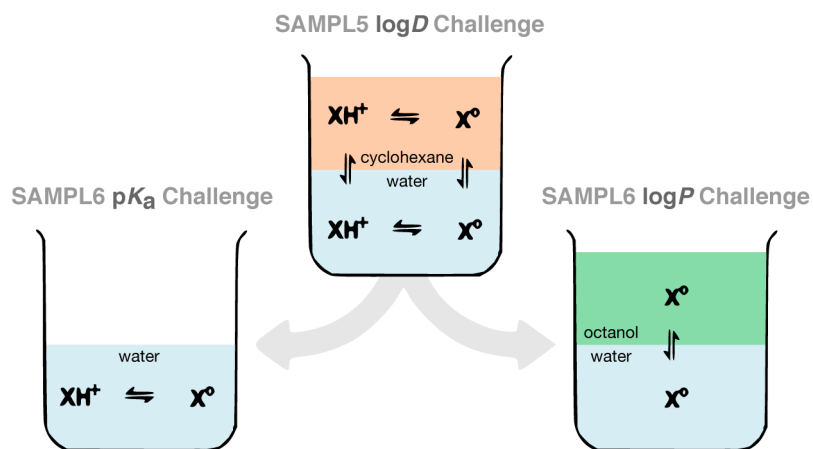 SAMPL5 logD Challenge
XH⁺ ⇌ X⁰
cyclohexane
water
XH⁺ ⇌ X⁰
SAMPL6 pKa Challenge
water
XH⁺ ⇌ X⁰
SAMPL6 logP Challenge
X⁰
octanol
water
X⁰